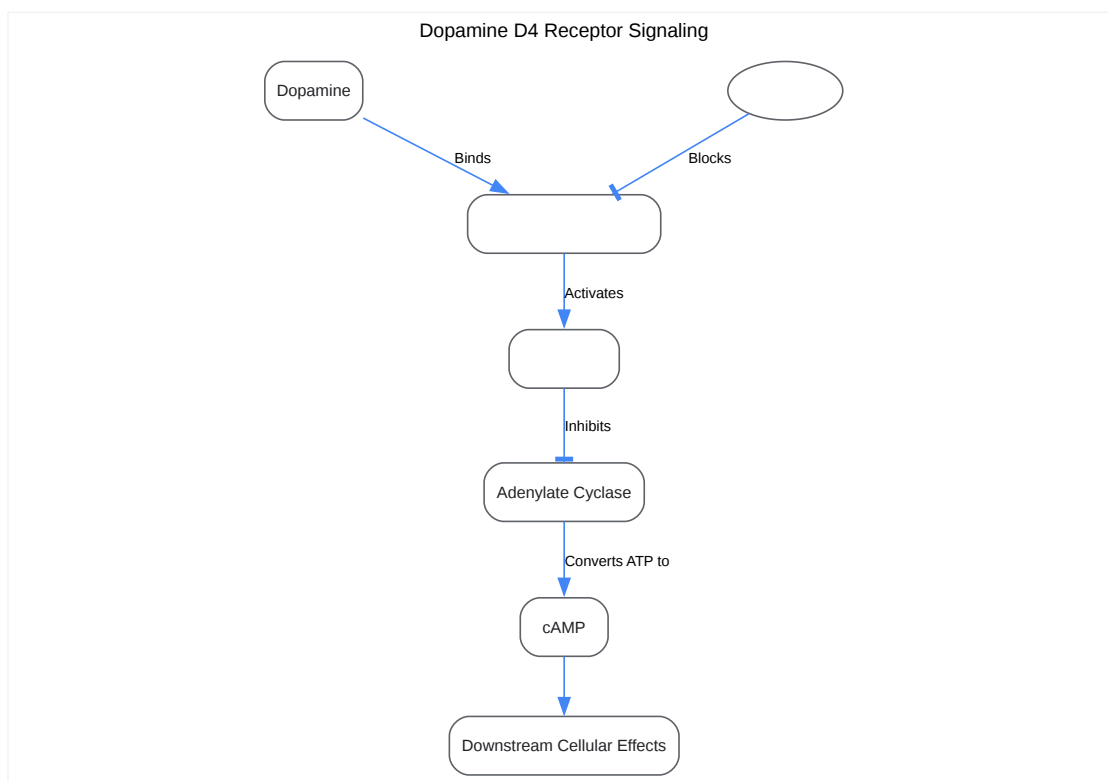 Dopamine D4 Receptor Signaling
Dopamine
Binds
Blocks
Activates
Inhibits
Adenylate Cyclase
Converts ATP to
cAMP
Downstream Cellular Effects